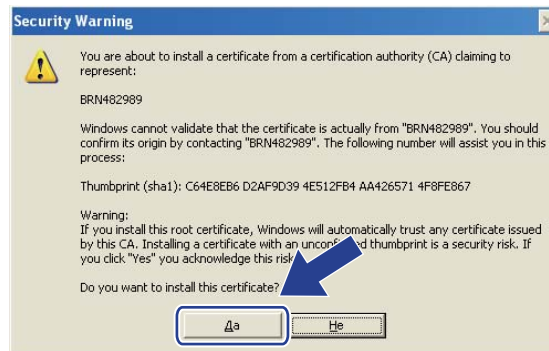 Security Warning
You are about to install a certificate from a certification authority (CA) claiming to
represent:
BRN482989
Windows cannot validate that the certificate is actually from "BRN482989". You should
confirm its origin by contacting "BRN482989". The following number will assist you in this
process:
Thumbprint (sha1): C64E8EB6 D2AF9D39 4E512FB4 AA426571 4F8FE867
Warning:
If you install this root certificate, Windows will automatically trust any certificate issued
by this CA. Installing a certificate with an thumbprint is a security risk. If
you click "Yes" you acknowledge this risk
Do you want to install this certificate?
Да
Не